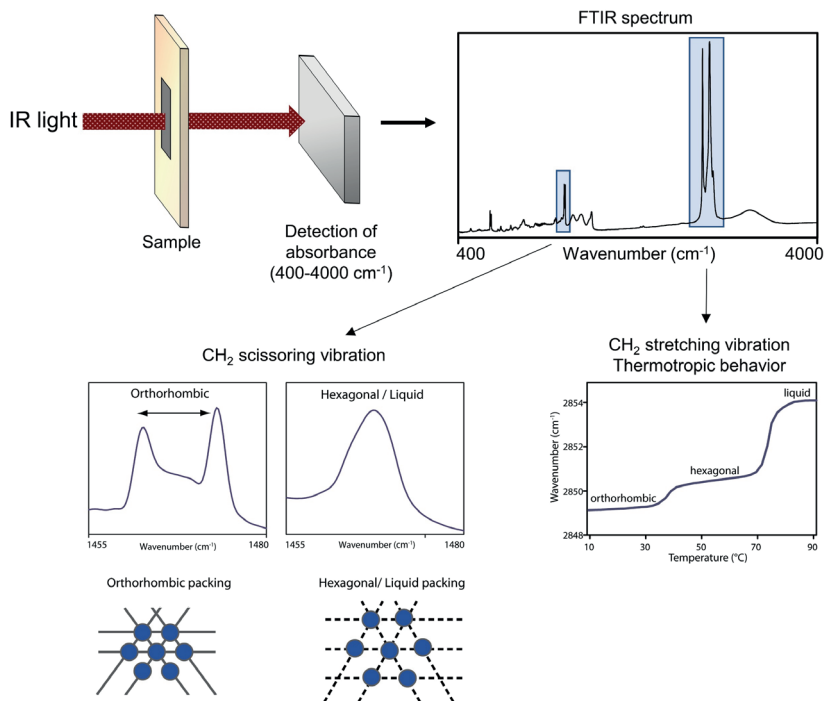 FTIR spectrum
IR light
Sample
Detection of
absorbance
(400-4000 cm⁻¹)
400
Wavenumber (cm⁻¹)
4000
CH₂ scissoring vibration
Orthorhombic
1455
Wavenumber (cm⁻¹)
1480
Hexagonal / Liquid
1455
Wavenumber (cm⁻¹)
1480
CH₂ stretching vibration
Thermotropic behavior
Wavenumber (cm⁻¹)
2854
2852
2850
2848
orthorhombic
hexagonal
liquid
10
30
50
70
90
Temperature (°C)
Orthorhombic packing
Hexagonal/ Liquid packing